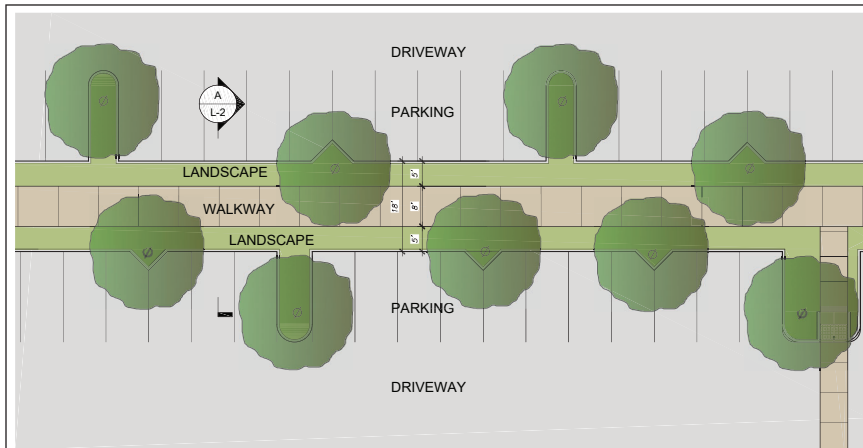 DRIVEWAY
A
L-2
PARKING
LANDSCAPE
5'
WALKWAY
18'
8'
LANDSCAPE
5'
PARKING
DRIVEWAY